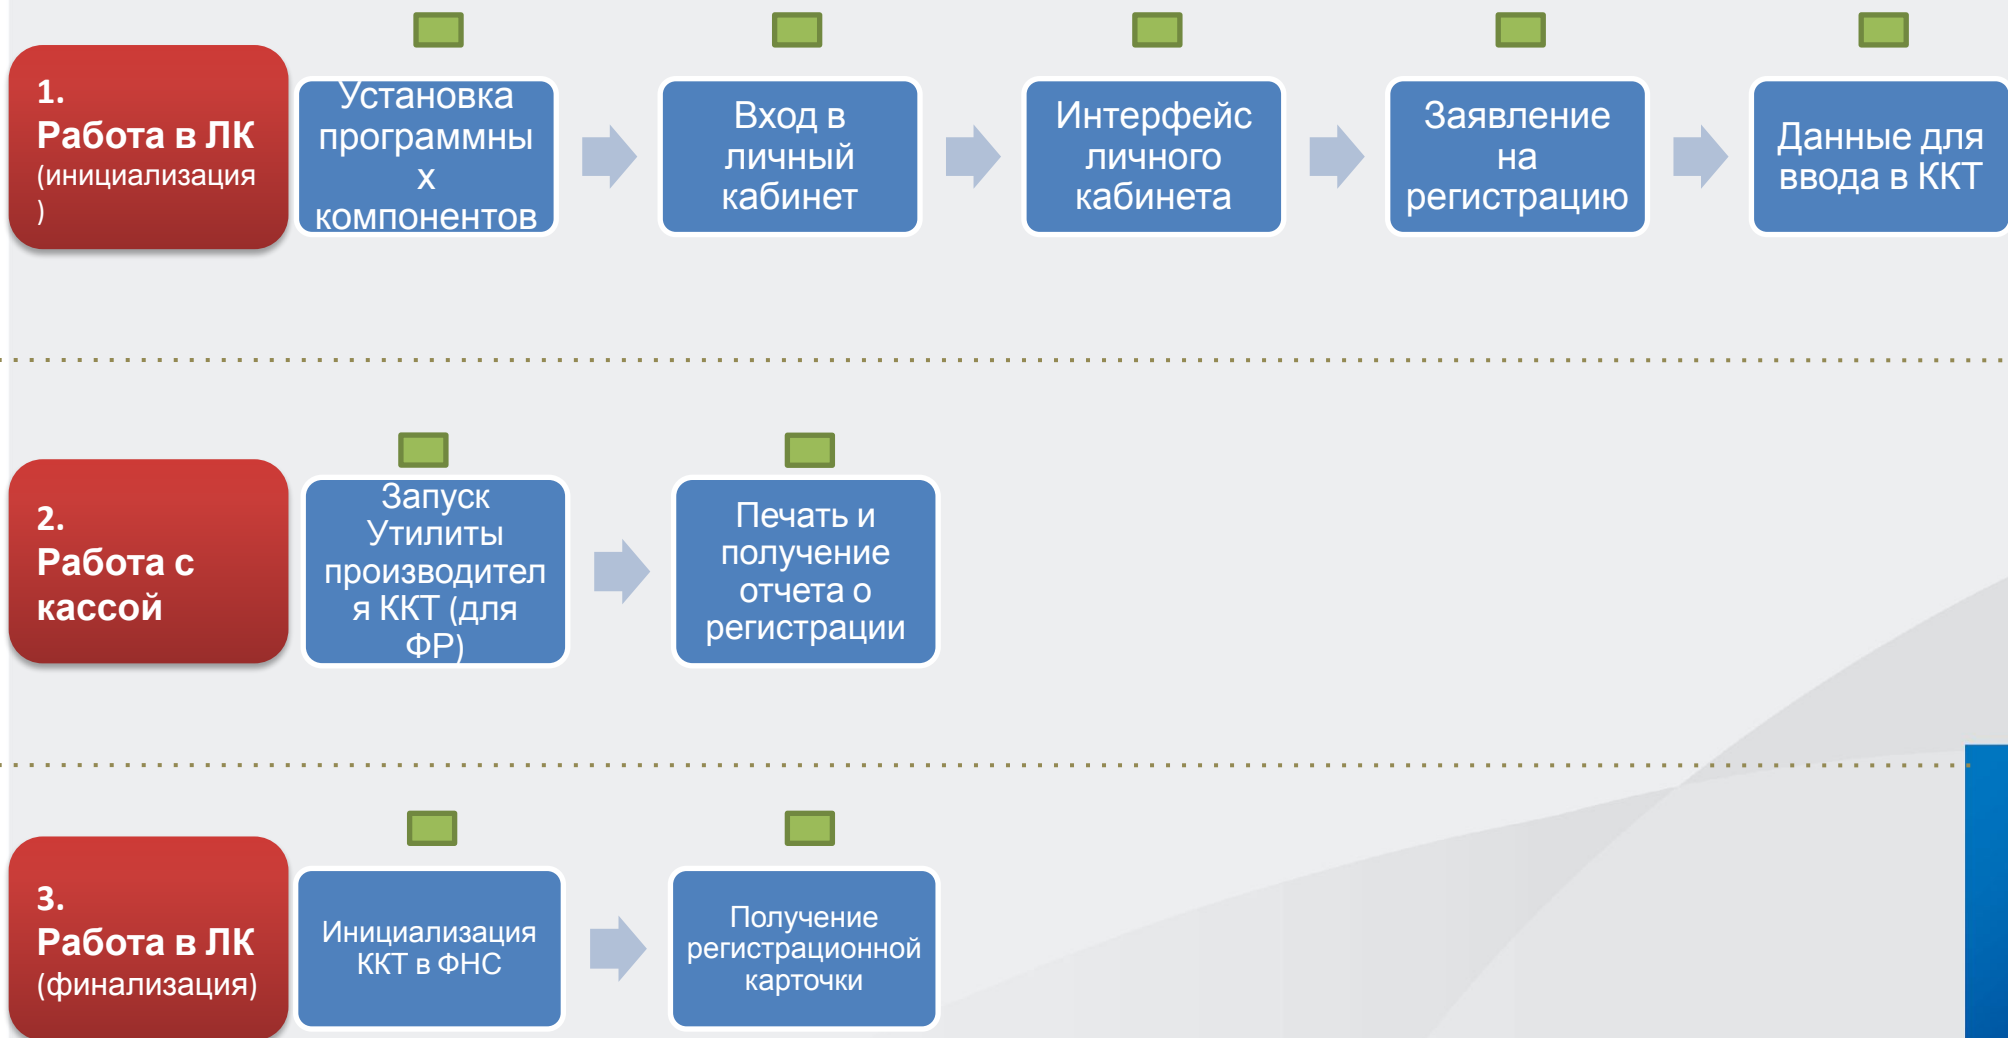 1.
Работа в ЛК
(инициализация
)
Установка
программны
х
компонентов
Вход в
личный
кабинет
Интерфейс
личного
кабинета
Заявление
на
регистрацию
Данные для
ввода в ККТ
2.
Работа с
кассой
Запуск
Утилиты
производител
я ККТ (для
ФР)
Печать и
получение
отчета о
регистрации
3.
Работа в ЛК
(финализация)
Инициализация
ККТ в ФНС
Получение
регистрационной
карточки